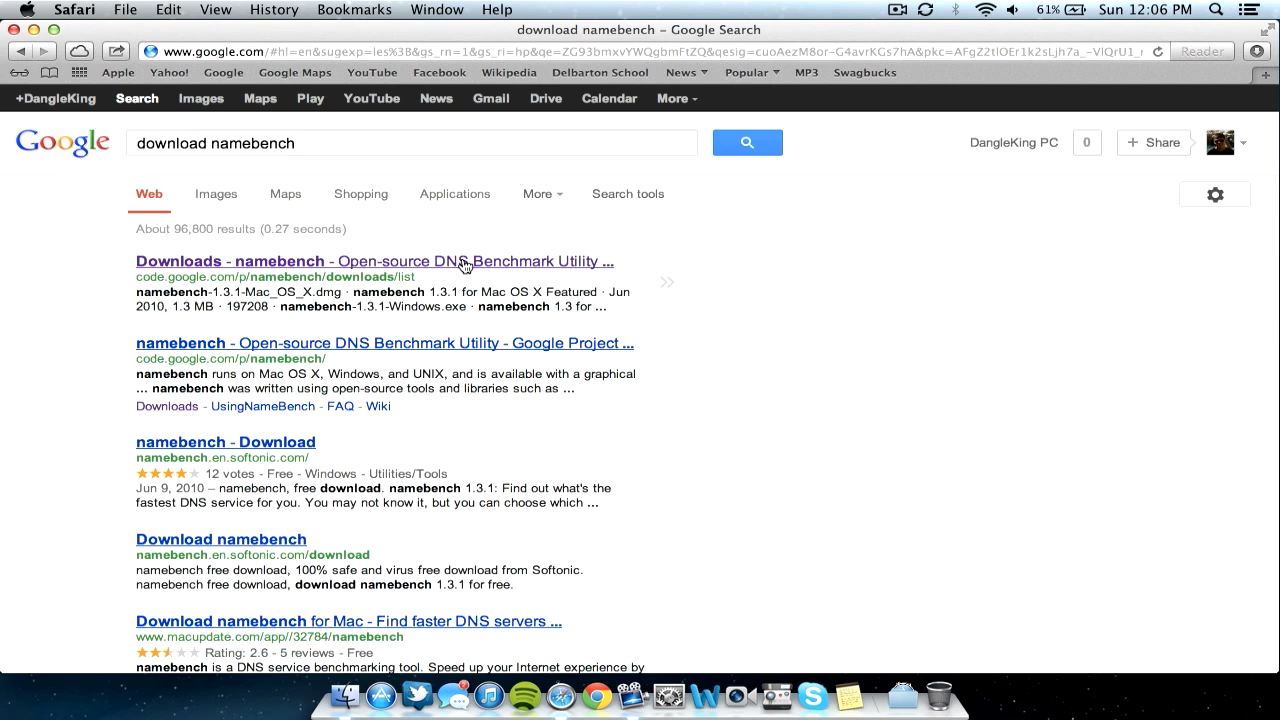 Safari File Edit View History Bookmarks Window Help 61% Sun 12:06 PM
download namebench – Google Search
Reader
Apple Yahoo! Google Google Maps YouTube Facebook Wikipedia Delbarton School News Popular MP3 Swagbucks
+DangleKing Search Images Maps Play YouTube News Gmail Drive Calendar More
Google download namebench DangleKing PC 0 + Share
Web Images Maps Shopping Applications More Search tools
About 96,800 results (0.27 seconds)
Downloads - namebench - Open-source DNS Benchmark Utility ...
code.google.com/p/namebench/downloads/list
namebench-1.3.1-Mac_OS_X.dmg · namebench 1.3.1 for Mac OS X Featured · Jun
2010, 1.3 MB · 197208 · namebench-1.3.1-Windows.exe · namebench 1.3 for ...
namebench - Open-source DNS Benchmark Utility - Google Project ...
code.google.com/p/namebench/
namebench runs on Mac OS X, Windows, and UNIX, and is available with a graphical
... namebench was written using open-source tools and libraries such as ...
Downloads - UsingNameBench - FAQ - Wiki
namebench - Download
namebench.en.softonic.com/
12 votes - Free - Windows - Utilities/Tools
Jun 9, 2010 – namebench, free download. namebench 1.3.1: Find out what's the
fastest DNS service for you. You may not know it, but you can choose which ...
Download namebench
namebench.en.softonic.com/download
namebench free download, 100% safe and virus free download from Softonic.
namebench free download, download namebench 1.3.1 for free.
Download namebench for Mac - Find faster DNS servers ...
www.macupdate.com/app//32784/namebench
Rating: 2.6 - 5 reviews - Free
namebench is a DNS service benchmarking tool. Speed up your Internet experience by